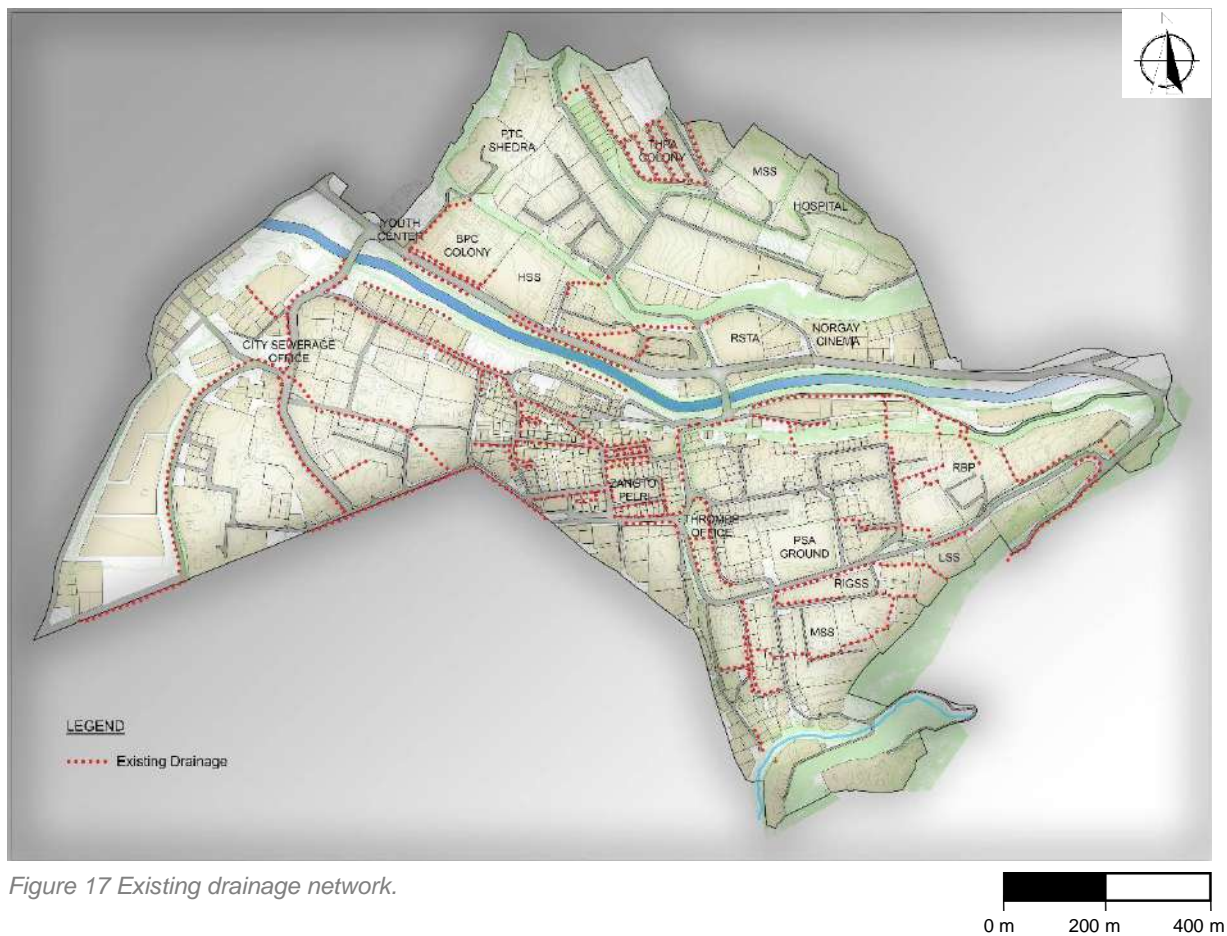 N
PTC
SHEDRA
THPA
COLONY
MSS
HOSPITAL
YOUTH
CENTER
BPC
COLONY
HSS
CITY SEWERAGE
OFFICE
RSTA
NORGAY
CINEMA
ZANGTO
PELRI
RBP
THROMDE
OFFICE
PSA
GROUND
LSS
RIGSS
MSS
LEGEND
Existing Drainage
Figure 17 Existing drainage network.
0 m 200 m 400 m